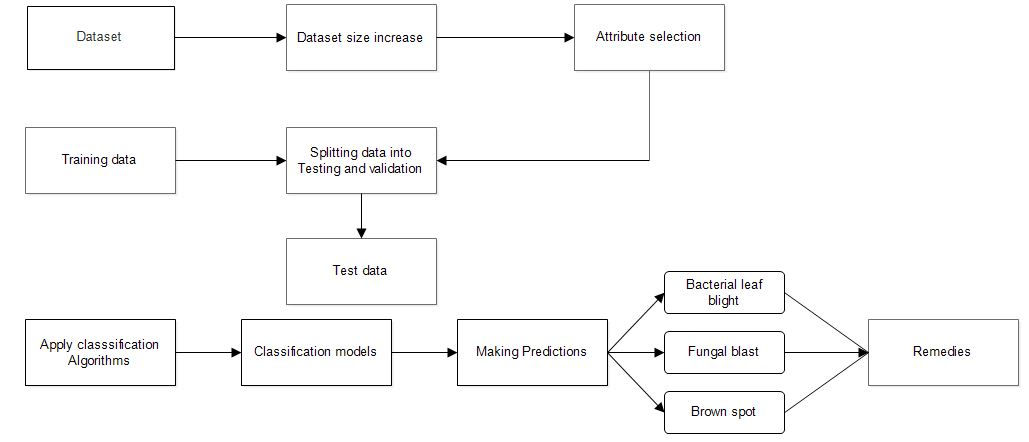 Dataset
Dataset size increase
Attribute selection
Training data
Splitting data into
Testing and validation
Test data
Apply classsification
Algorithms
Classification models
Making Predictions
Bacterial leaf
blight
Fungal blast
Brown spot
Remedies